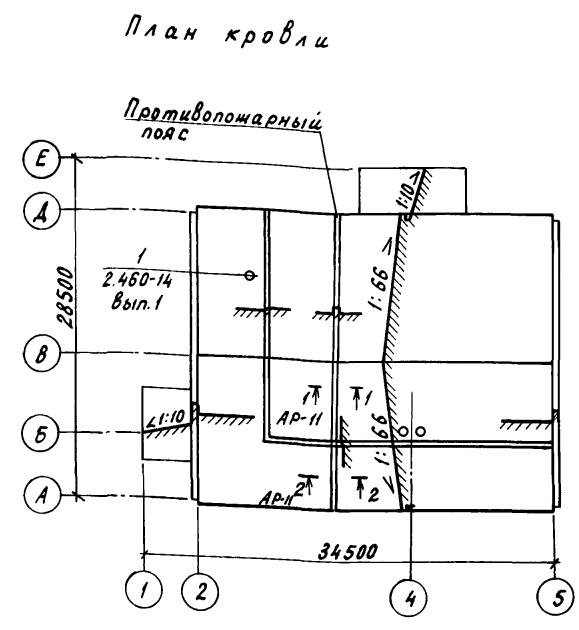 План кровли
Противопожарный
пояс
Е
Д
1:10
1
2.460-14
Вып.1
1:66
28500
В
1
1
1:10
АР-11
1:66
Б
А
АР-11
2
2
34500
1
2
4
5